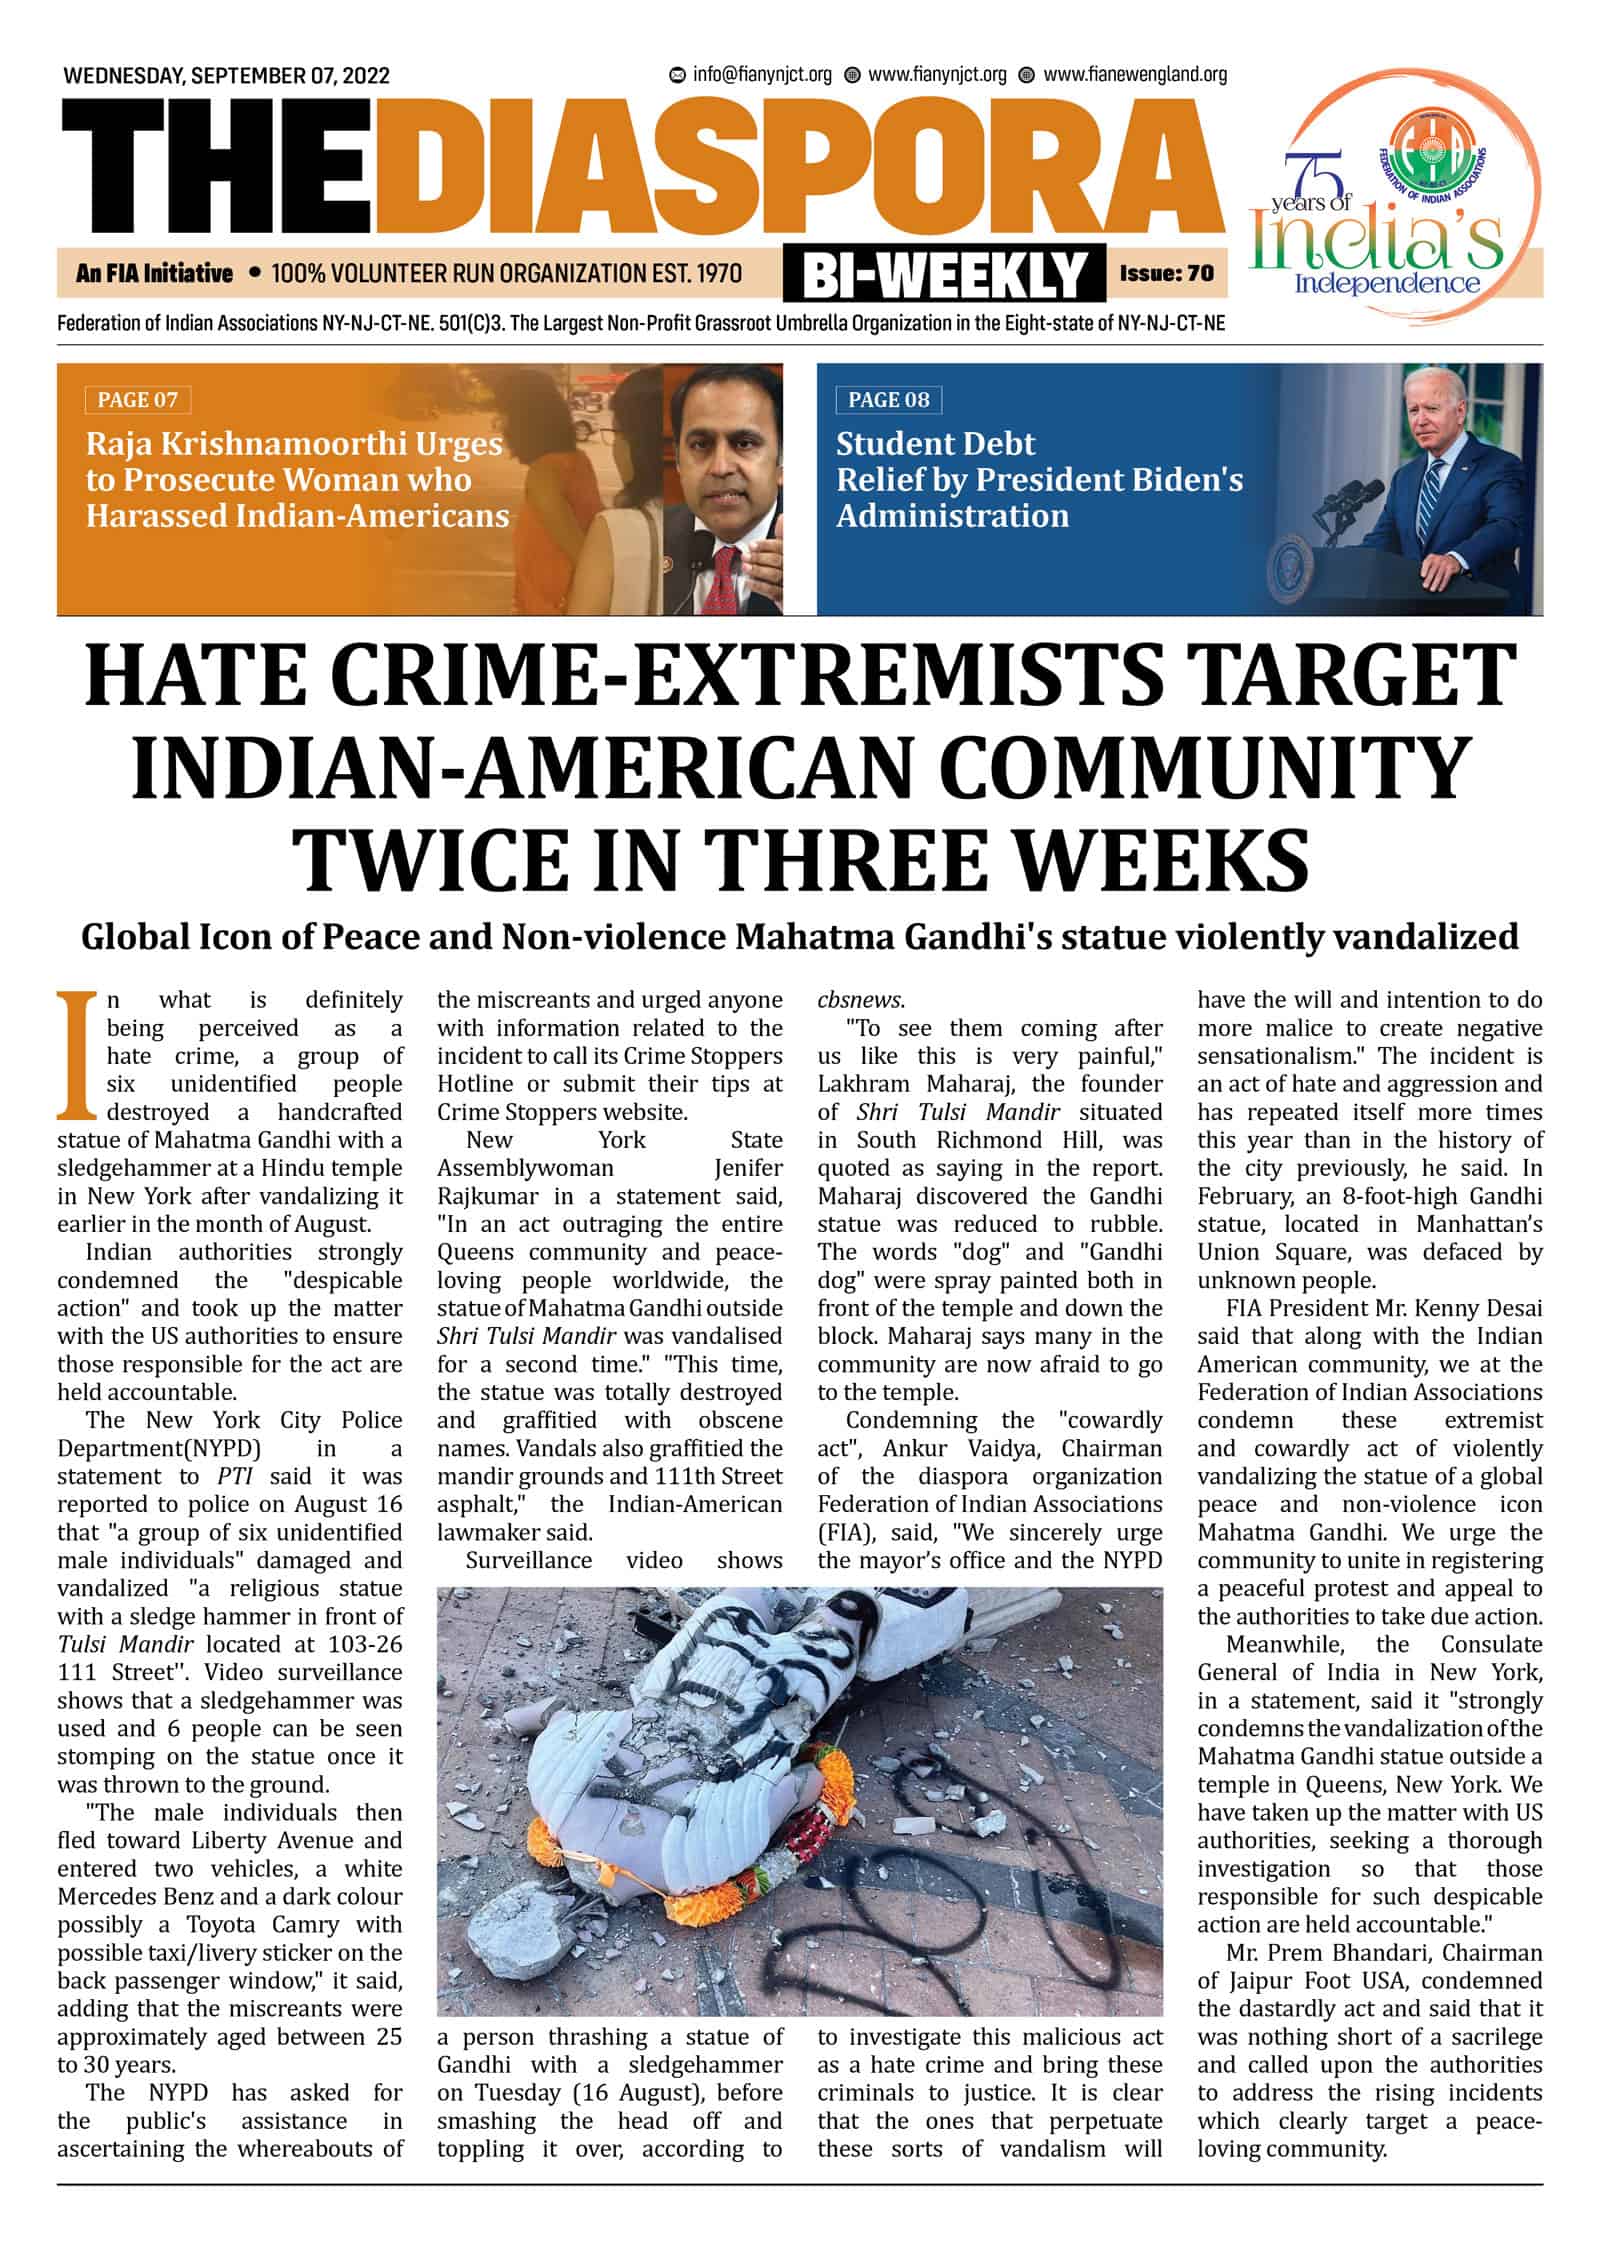 WEDNESDAY, SEPTEMBER 07, 2022
info@fianynjct.org www.fianynjct.org www.fianewengland.org
THEDIASPORA
An FIA Initiative • 100% VOLUNTEER RUN ORGANIZATION EST. 1970
BI-WEEKLY
Issue: 70
75
years of
India's
Independence
FIA
FEDERATION OF INDIAN ASSOCIATIONS
Federation of Indian Associations NY-NJ-CT-NE. 501(C)3. The Largest Non-Profit Grassroot Umbrella Organization in the Eight-state of NY-NJ-CT-NE
PAGE 07
Raja Krishnamoorthi Urges
to Prosecute Woman who
Harassed Indian-Americans
PAGE 08
Student Debt
Relief by President Biden's
Administration
HATE CRIME-EXTREMISTS TARGET
INDIAN-AMERICAN COMMUNITY
TWICE IN THREE WEEKS
Global Icon of Peace and Non-violence Mahatma Gandhi's statue violently vandalized
In what is definitely
being perceived as a
hate crime, a group of
six unidentified people
destroyed a handcrafted
statue of Mahatma Gandhi with a
sledgehammer at a Hindu temple
in New York after vandalizing it
earlier in the month of August.
Indian authorities strongly
condemned the "despicable
action" and took up the matter
with the US authorities to ensure
those responsible for the act are
held accountable.
The New York City Police
Department(NYPD) in a
statement to PTI said it was
reported to police on August 16
that "a group of six unidentified
male individuals" damaged and
vandalized "a religious statue
with a sledge hammer in front of
Tulsi Mandir located at 103-26
111 Street". Video surveillance
shows that a sledgehammer was
used and 6 people can be seen
stomping on the statue once it
was thrown to the ground.
"The male individuals then
fled toward Liberty Avenue and
entered two vehicles, a white
Mercedes Benz and a dark colour
possibly a Toyota Camry with
possible taxi/livery sticker on the
back passenger window," it said,
adding that the miscreants were
approximately aged between 25
to 30 years.
The NYPD has asked for
the public's assistance in
ascertaining the whereabouts of
the miscreants and urged anyone
with information related to the
incident to call its Crime Stoppers
Hotline or submit their tips at
Crime Stoppers website.
New York State
Assemblywoman Jenifer
Rajkumar in a statement said,
"In an act outraging the entire
Queens community and peace-
loving people worldwide, the
statue of Mahatma Gandhi outside
Shri Tulsi Mandir was vandalised
for a second time." "This time,
the statue was totally destroyed
and graffitied with obscene
names. Vandals also graffitied the
mandir grounds and 111th Street
asphalt," the Indian-American
lawmaker said.
Surveillance video shows
DOG
a person thrashing a statue of
Gandhi with a sledgehammer
on Tuesday (16 August), before
smashing the head off and
toppling it over, according to
cbsnews.
"To see them coming after
us like this is very painful,"
Lakhram Maharaj, the founder
of Shri Tulsi Mandir situated
in South Richmond Hill, was
quoted as saying in the report.
Maharaj discovered the Gandhi
statue was reduced to rubble.
The words "dog" and "Gandhi
dog" were spray painted both in
front of the temple and down the
block. Maharaj says many in the
community are now afraid to go
to the temple.
Condemning the "cowardly
act", Ankur Vaidya, Chairman
of the diaspora organization
Federation of Indian Associations
(FIA), said, "We sincerely urge
the mayor's office and the NYPD
to investigate this malicious act
as a hate crime and bring these
criminals to justice. It is clear
that the ones that perpetuate
these sorts of vandalism will
have the will and intention to do
more malice to create negative
sensationalism." The incident is
an act of hate and aggression and
has repeated itself more times
this year than in the history of
the city previously, he said. In
February, an 8-foot-high Gandhi
statue, located in Manhattan's
Union Square, was defaced by
unknown people.
FIA President Mr. Kenny Desai
said that along with the Indian
American community, we at the
Federation of Indian Associations
condemn these extremist
and cowardly act of violently
vandalizing the statue of a global
peace and non-violence icon
Mahatma Gandhi. We urge the
community to unite in registering
a peaceful protest and appeal to
the authorities to take due action.
Meanwhile, the Consulate
General of India in New York,
in a statement, said it "strongly
condemns the vandalization of the
Mahatma Gandhi statue outside a
temple in Queens, New York. We
have taken up the matter with US
authorities, seeking a thorough
investigation so that those
responsible for such despicable
action are held accountable."
Mr. Prem Bhandari, Chairman
of Jaipur Foot USA, condemned
the dastardly act and said that it
was nothing short of a sacrilege
and called upon the authorities
to address the rising incidents
which clearly target a peace-
loving community.